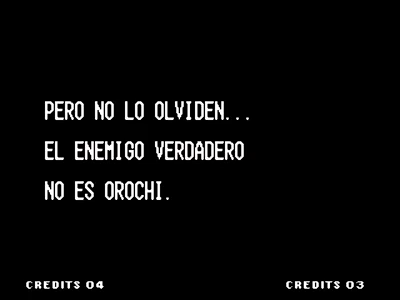 PERO NO LO OLVIDEN...
EL ENEMIGO VERDADERO
NO ES OROCHI.
CREDITS 04 CREDITS 03